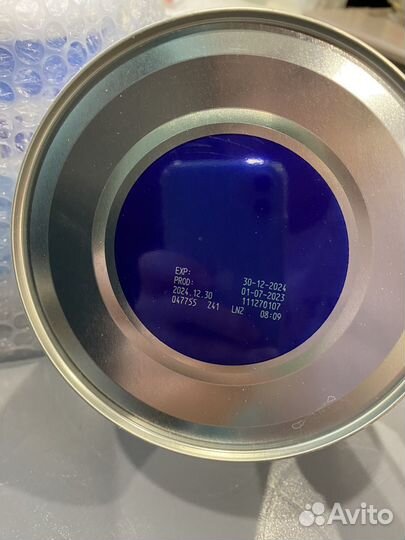 EXP: 30-12-2024
PROD: 01-07-2023
2024.12.30 111270107
047755 241 LN2 08:09
Avito